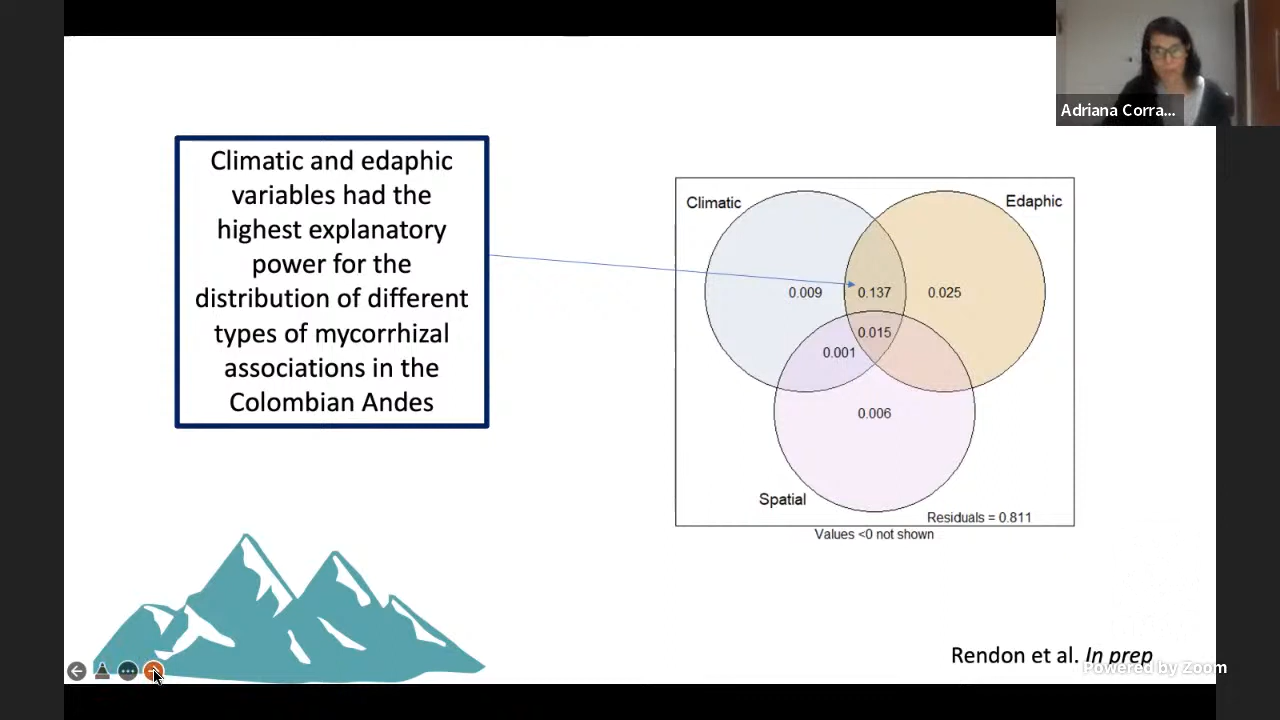 Adriana Corra...
Climatic and edaphic
variables had the
highest explanatory
power for the
distribution of different
types of mycorrhizal
associations in the
Colombian Andes
Climatic
Edaphic
0.009
0.137
0.025
0.015
0.001
0.006
Spatial
Residuals = 0.811
Values <0 not shown
Rendon et al. In prep
Powered by Zoom